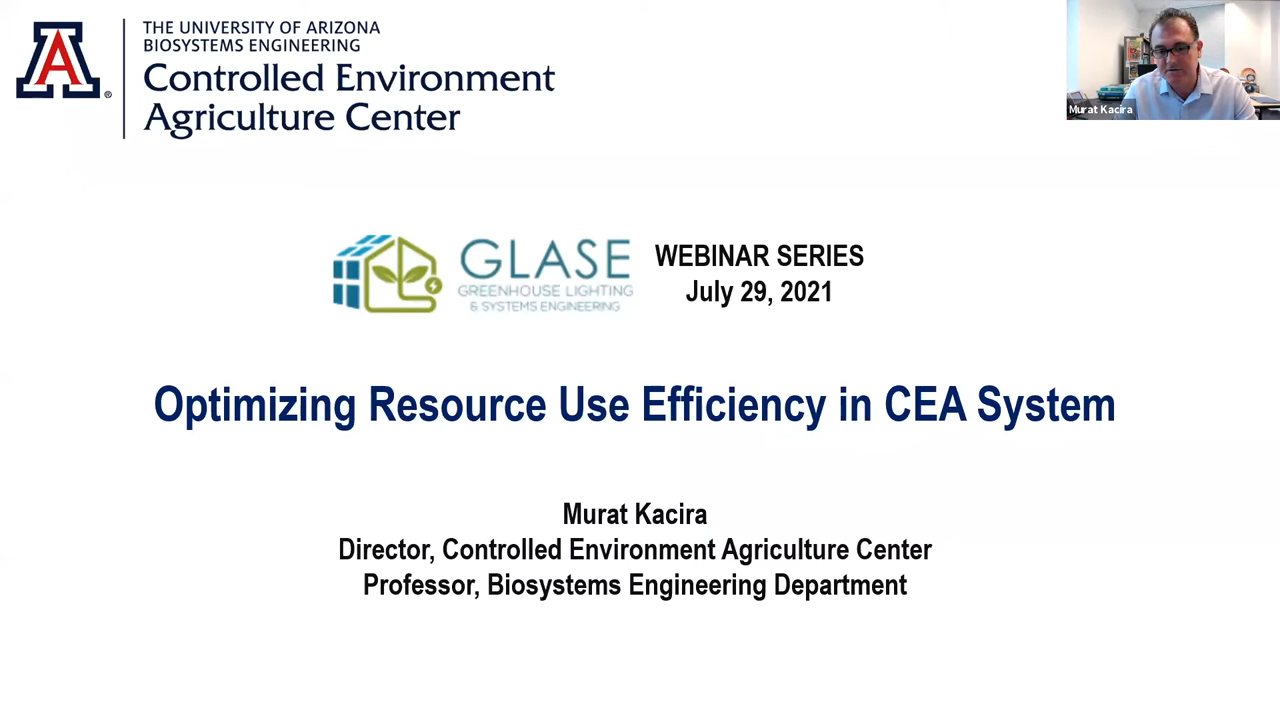 THE UNIVERSITY OF ARIZONA
BIOSYSTEMS ENGINEERING
Controlled Environment
Agriculture Center
A
®
Murat Kacira
GLASE
GREENHOUSE LIGHTING
& SYSTEMS ENGINEERING
WEBINAR SERIES
July 29, 2021
Optimizing Resource Use Efficiency in CEA System
Murat Kacira
Director, Controlled Environment Agriculture Center
Professor, Biosystems Engineering Department